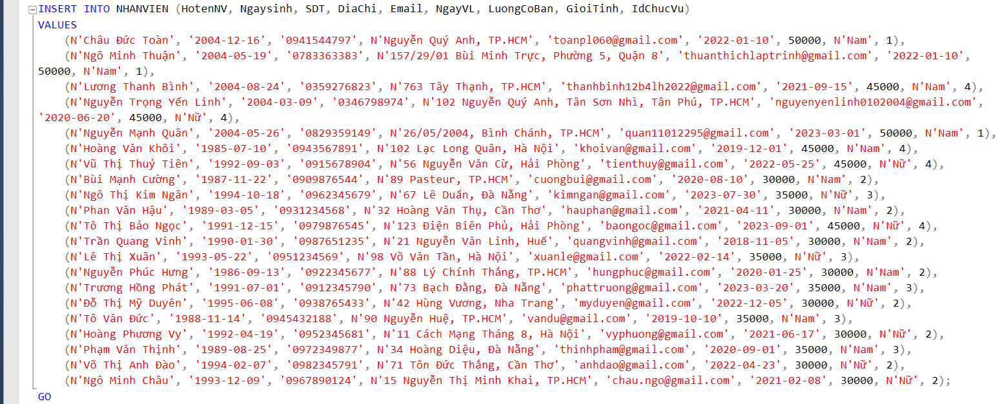 INSERT INTO NHANVIEN (HotenNV, Ngaysinh, SDT, DiaChi, Email, NgayVL, LuongCoBan, GioiTinh, IdChucVu)
VALUES
(N'Châu Đức Toàn', '2004-12-16', '0941544797', N'Nguyễn Quý Anh, TP.HCM', 'toanpl060@gmail.com', '2022-01-10', 50000, N'Nam', 1),
(N'Ngô Minh Thuận', '2004-05-19', '0783363383', N'157/29/01 Bùi Minh Trực, Phường 5, Quận 8', 'thuanthichlaptrinh@gmail.com', '2022-01-10',
50000, N'Nam', 1),
(N'Lương Thanh Bình', '2004-08-24', '0359276823', N'763 Tây Thạnh, TP.HCM', 'thanhbinh12b4lh2022@gmail.com', '2021-09-15', 45000, N'Nam', 4),
(N'Nguyễn Trọng Yến Linh', '2004-03-09', '0346798974', N'102 Nguyễn Quý Anh, Tân Sơn Nhì, Tân Phú, TP.HCM', 'nguyenyenlinh0102004@gmail.com',
'2020-06-20', 45000, N'Nữ', 4),
(N'Nguyễn Mạnh Quân', '2004-05-26', '0829359149', N'26/05/2004, Bình Chánh, TP.HCM', 'quan11012295@gmail.com', '2023-03-01', 50000, N'Nam', 1),
(N'Hoàng Văn Khôi', '1985-07-10', '0943567891', N'102 Lạc Long Quân, Hà Nội', 'khoivan@gmail.com', '2019-12-01', 45000, N'Nam', 4),
(N'Vũ Thị Thuỷ Tiên', '1992-09-03', '0915678904', N'56 Nguyễn Văn Cừ, Hải Phòng', 'tienthuy@gmail.com', '2022-05-25', 45000, N'Nữ', 4),
(N'Bùi Mạnh Cường', '1987-11-22', '0909876544', N'89 Pasteur, TP.HCM', 'cuongbui@gmail.com', '2020-08-10', 30000, N'Nam', 2),
(N'Ngô Thị Kim Ngân', '1994-10-18', '0962345679', N'67 Lê Duẩn, Đà Nẵng', 'kimngan@gmail.com', '2023-07-30', 35000, N'Nữ', 3),
(N'Phan Văn Hậu', '1989-03-05', '0931234568', N'32 Hoàng Văn Thụ, Cần Thơ', 'hauphan@gmail.com', '2021-04-11', 30000, N'Nam', 2),
(N'Tô Thị Bảo Ngọc', '1991-12-15', '0979876545', N'123 Điện Biên Phủ, Hải Phòng', 'baongoc@gmail.com', '2023-09-01', 45000, N'Nữ', 4),
(N'Trần Quang Vinh', '1990-01-30', '0987651235', N'21 Nguyễn Văn Linh, Huế', 'quangvinh@gmail.com', '2018-11-05', 30000, N'Nam', 2),
(N'Lê Thị Xuân', '1993-05-22', '0951234569', N'98 Võ Văn Tần, Hà Nội', 'xuanle@gmail.com', '2022-02-14', 35000, N'Nữ', 3),
(N'Nguyễn Phúc Hưng', '1986-09-13', '0922345677', N'88 Lý Chính Thắng, TP.HCM', 'hungphuc@gmail.com', '2020-01-25', 30000, N'Nam', 2),
(N'Trương Hồng Phát', '1991-07-01', '0912345790', N'73 Bạch Đằng, Đà Nẵng', 'phattruong@gmail.com', '2023-03-20', 35000, N'Nam', 3),
(N'Đỗ Thị Mỹ Duyên', '1995-06-08', '0938765433', N'42 Hùng Vương, Nha Trang', 'myduyen@gmail.com', '2022-12-05', 30000, N'Nữ', 2),
(N'Tô Văn Đức', '1988-11-14', '0945432188', N'90 Nguyễn Huệ, TP.HCM', 'vandu@gmail.com', '2019-10-10', 35000, N'Nam', 3),
(N'Hoàng Phương Vy', '1992-04-19', '0952345681', N'11 Cách Mạng Tháng 8, Hà Nội', 'vyphuong@gmail.com', '2021-06-17', 30000, N'Nữ', 2),
(N'Phạm Văn Thịnh', '1989-08-25', '0972349877', N'34 Hoàng Diệu, Đà Nẵng', 'thinhpham@gmail.com', '2020-09-01', 35000, N'Nam', 3),
(N'Võ Thị Anh Đào', '1994-02-07', '0982345791', N'71 Tôn Đức Thắng, Cần Thơ', 'anhdao@gmail.com', '2022-04-23', 30000, N'Nữ', 2),
(N'Ngô Minh Châu', '1993-12-09', '0967890124', N'15 Nguyễn Thị Minh Khai, TP.HCM', 'chau.ngo@gmail.com', '2021-02-08', 30000, N'Nữ', 2);
GO